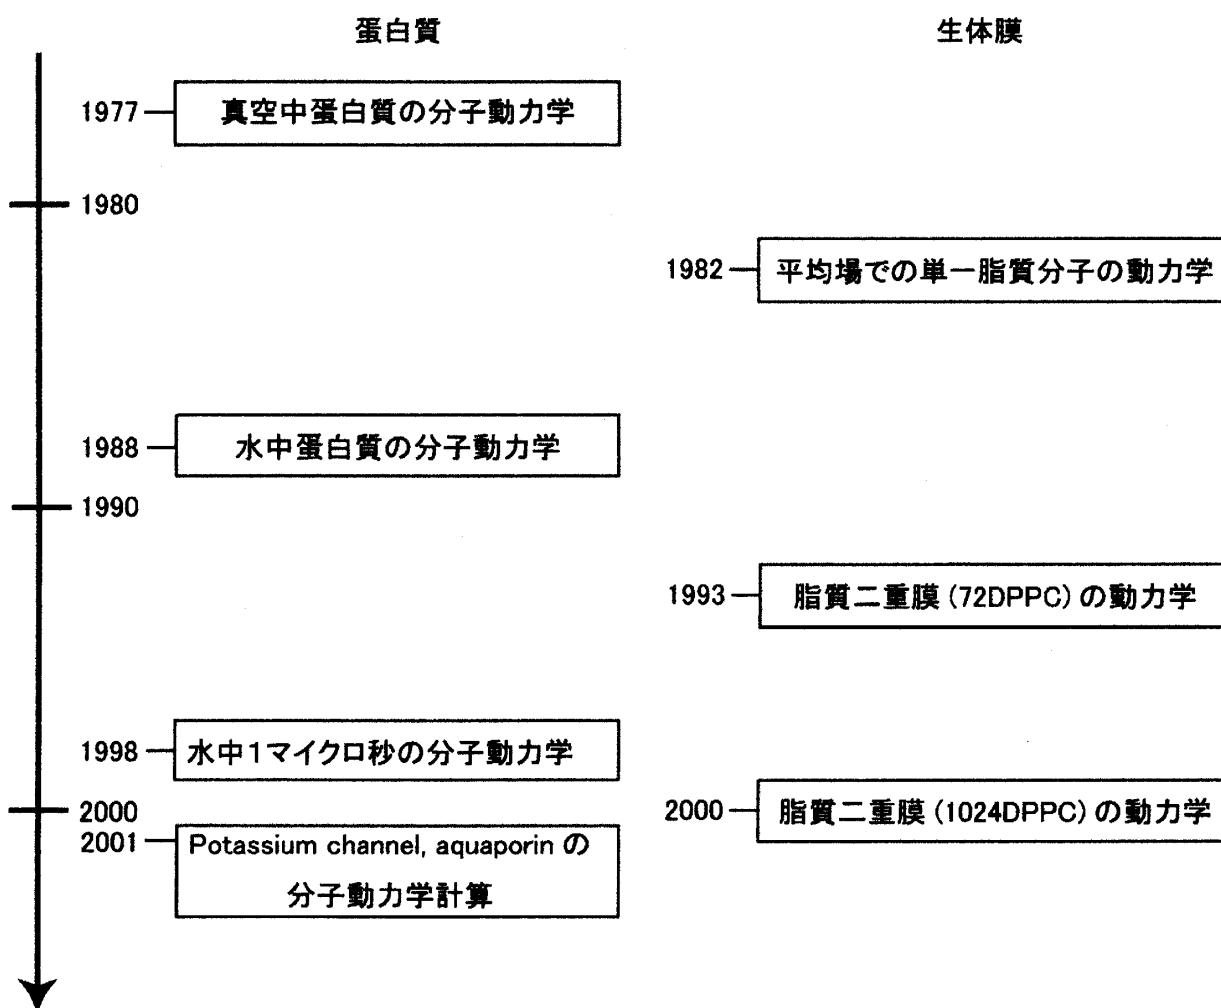 蛋白質
生体膜
1977
真空中蛋白質の分子動力学
1980
1982
平均場での単一脂質分子の動力学
1988
水中蛋白質の分子動力学
1990
1993
脂質二重膜 (72DPPC) の動力学
1998
水中1マイクロ秒の分子動力学
2000
2000
脂質二重膜 (1024DPPC) の動力学
2001
Potassium channel, aquaporin の
分子動力学計算